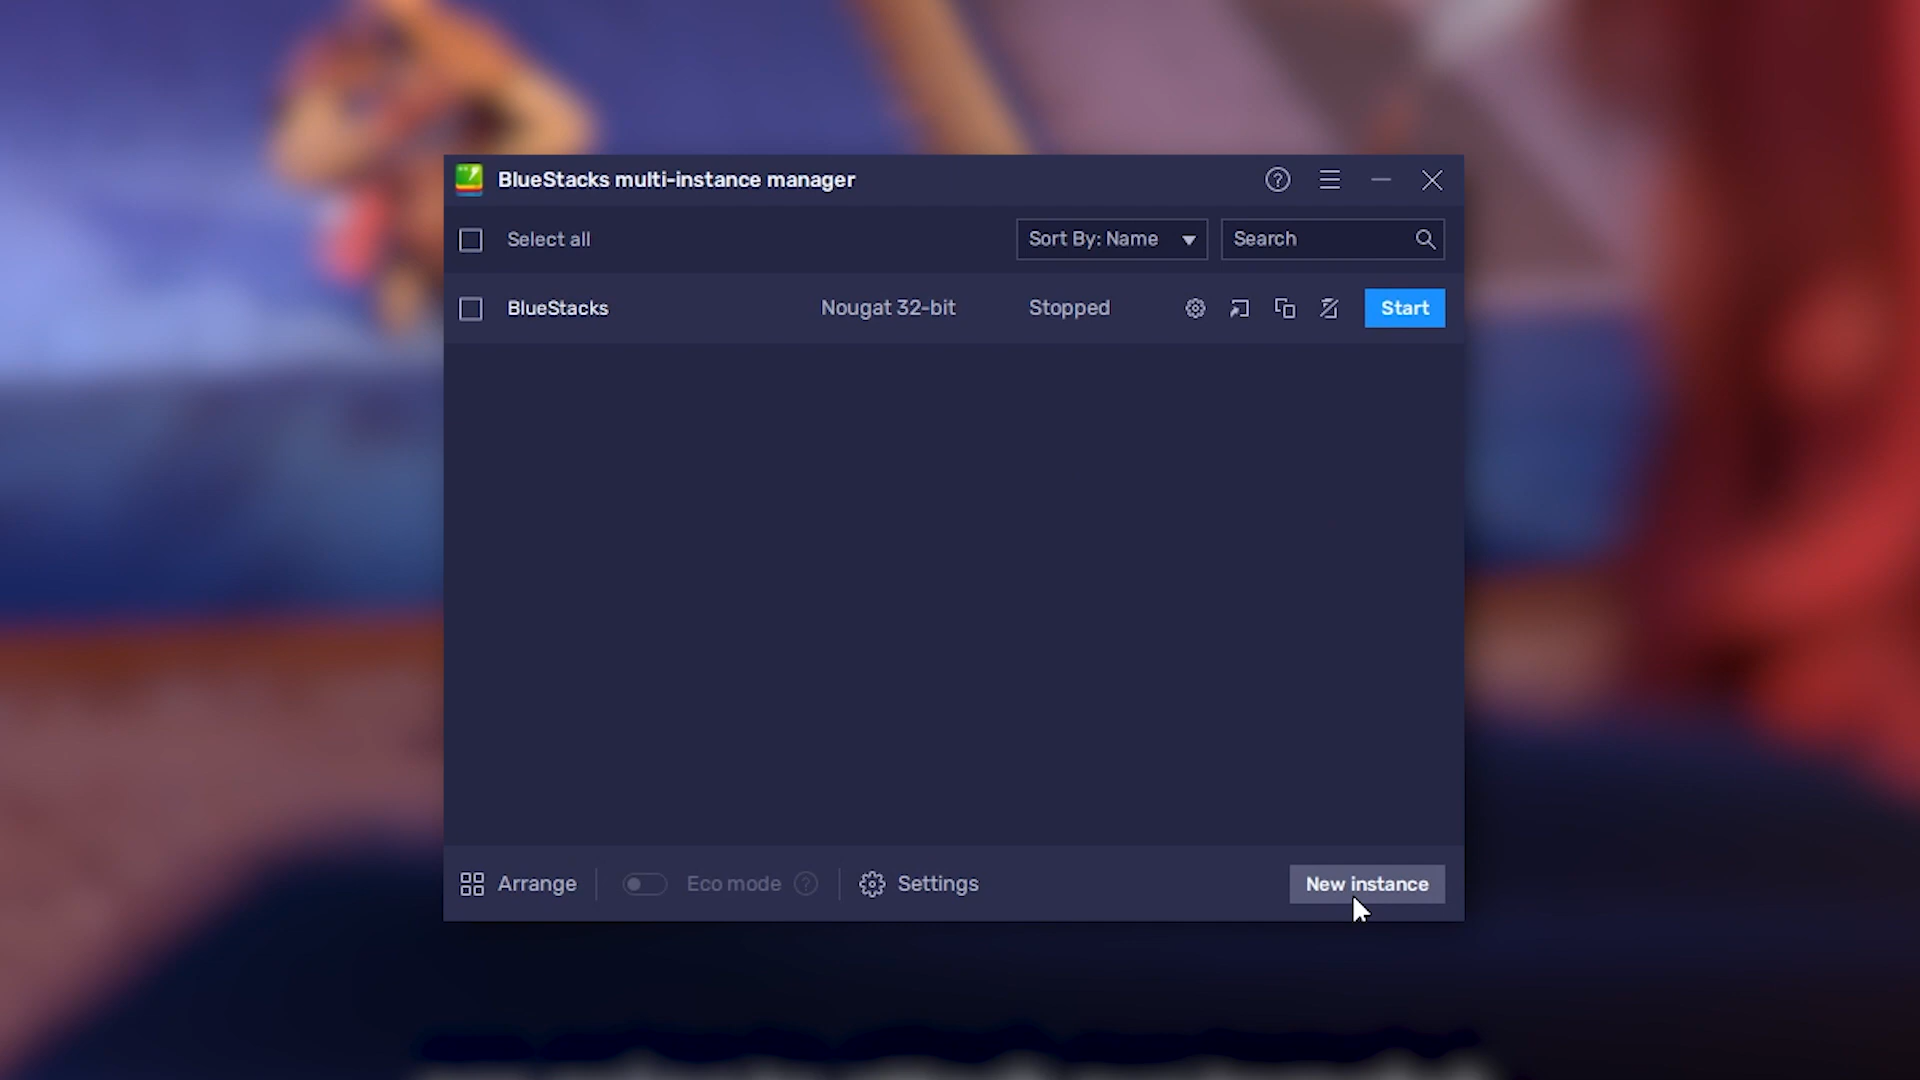 BlueStacks multi-instance manager
Select all
Sort By: Name
Search
BlueStacks
Nougat 32-bit
Stopped
Start
Arrange
Eco mode
Settings
New instance